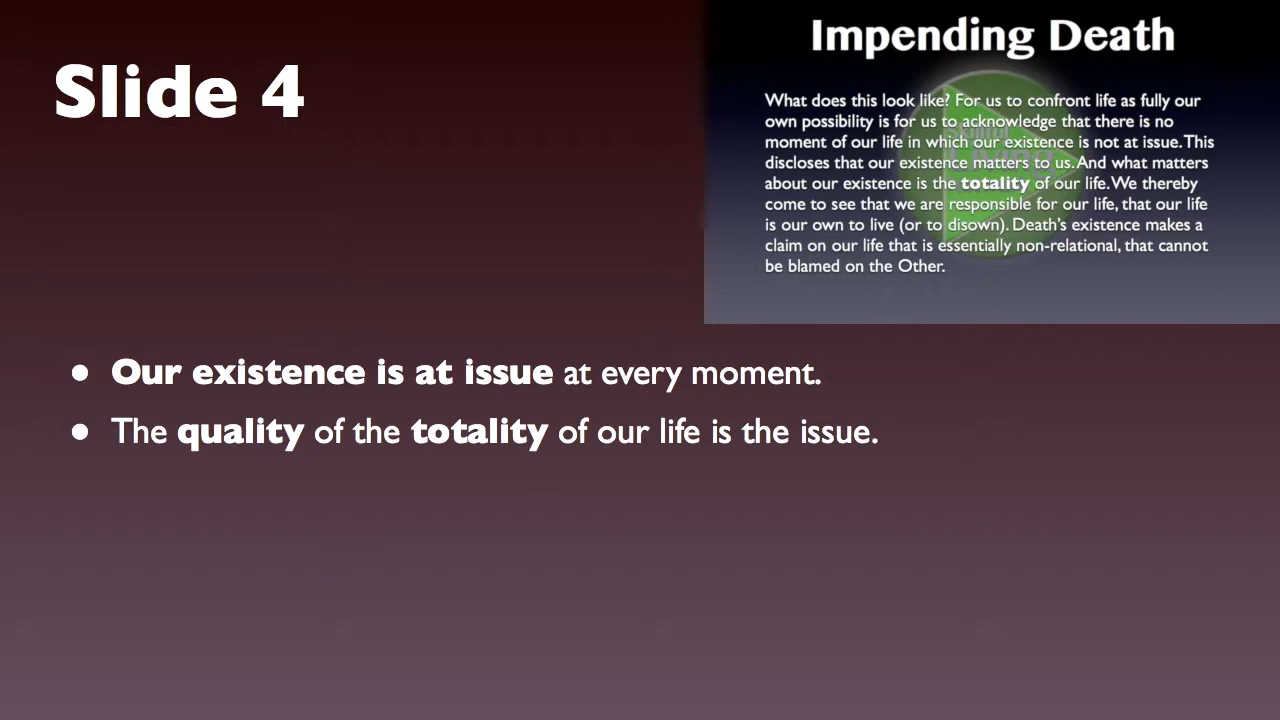 Slide 4
Impending Death
What does this look like? For us to confront life as fully our
own possibility is for us to acknowledge that there is no
moment of our life in which our existence is not at issue. This
discloses that our existence matters to us. And what matters
about our existence is the totality of our life. We thereby
come to see that we are responsible for our life, that our life
is our own to live (or to disown). Death's existence makes a
claim on our life that is essentially non-relational, that cannot
be blamed on the Other.
• Our existence is at issue at every moment.
• The quality of the totality of our life is the issue.